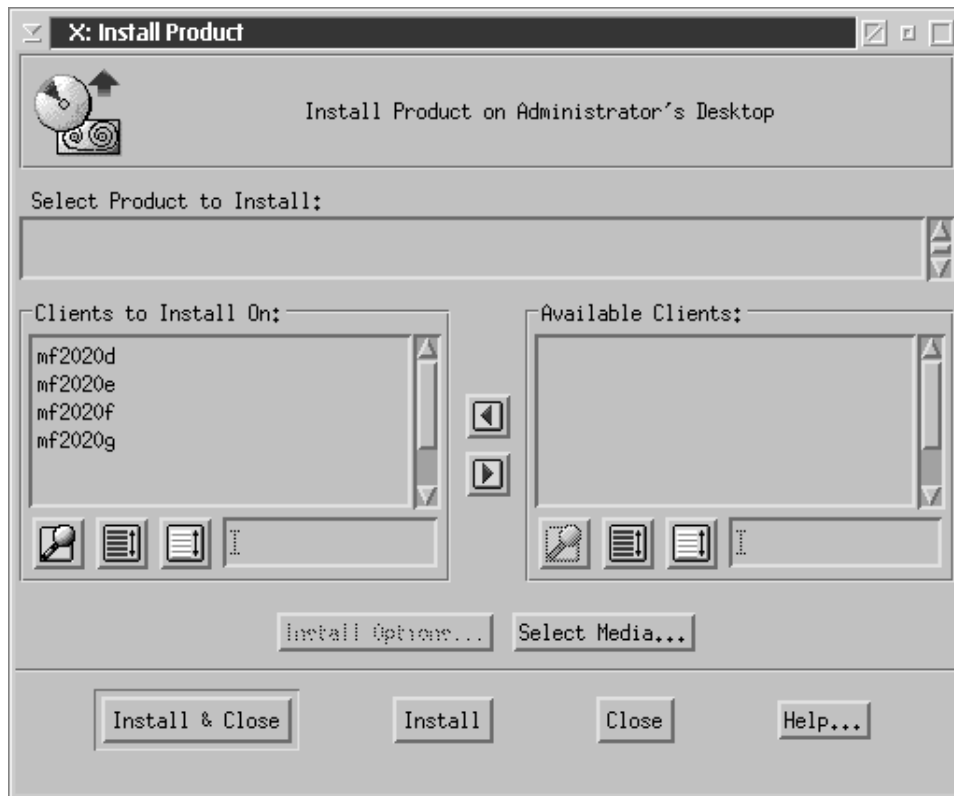 X: Install Product
Install Product on Administrator's Desktop
Select Product to Install:
Clients to Install On:
mf2020d
mf2020e
mf2020f
mf2020g
Available Clients:
Install Options...
Select Media...
Install & Close
Install
Close
Help...